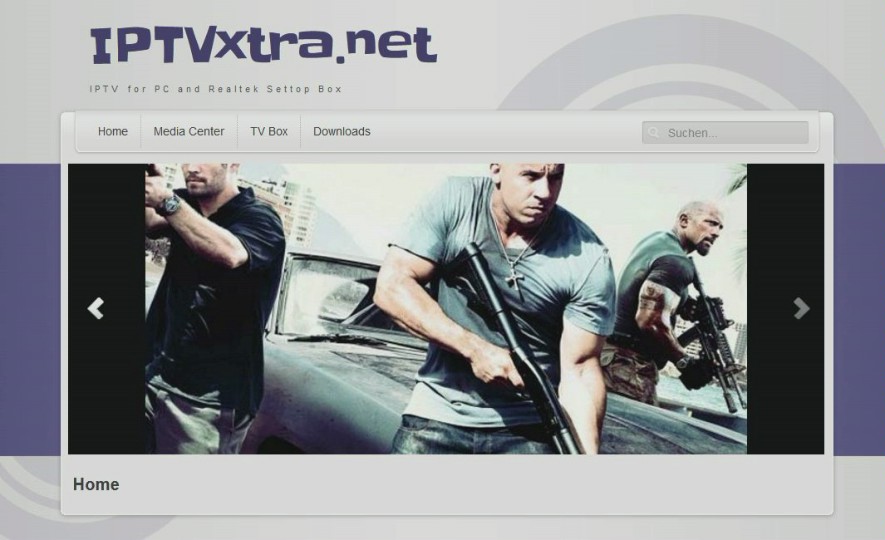 IPTVxtra.net
IPTV for PC and Realtek Settop Box
Home Media Center TV Box Downloads Suchen...
Home